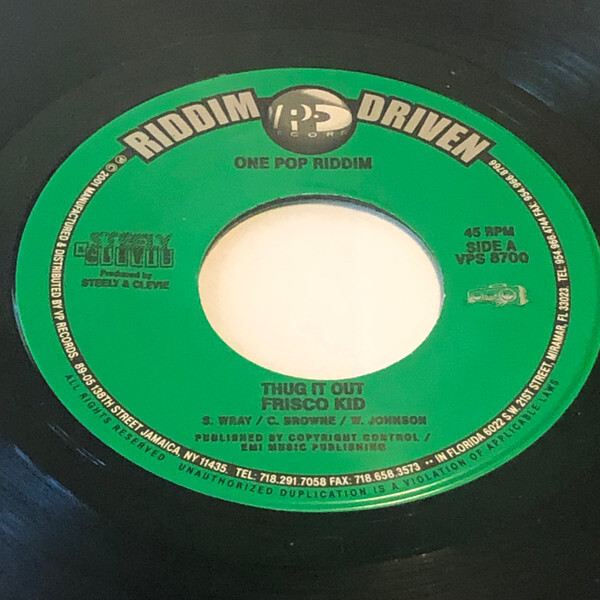 RIDDIM DRIVEN
VP
RECORDS
ONE POP RIDDIM
STEELY
& CLEVIE
Produced by
STEELY & CLEVIE
45 RPM
SIDE A
VPS 8700
THUG IT OUT
FRISCO KID
S. WRAY / C. BROWNE / W. JOHNSON
PUBLISHED BY COPYRIGHT CONTROL /
EMI MUSIC PUBLISHING
℗ © 2001 MANUFACTURED & DISTRIBUTED BY VP RECORDS. 89-05 138TH STREET, JAMAICA, NY 11435. TEL: 718.291.7058 FAX: 718.658.3573 ·· IN FLORIDA 6022 S.W. 21ST STREET, MIRAMAR, FL 33023. TEL: 954.966.4744 FAX: 954.966.8766
ALL RIGHTS RESERVED UNAUTHORIZED DUPLICATION IS A VIOLATION OF APPLICABLE LAWS